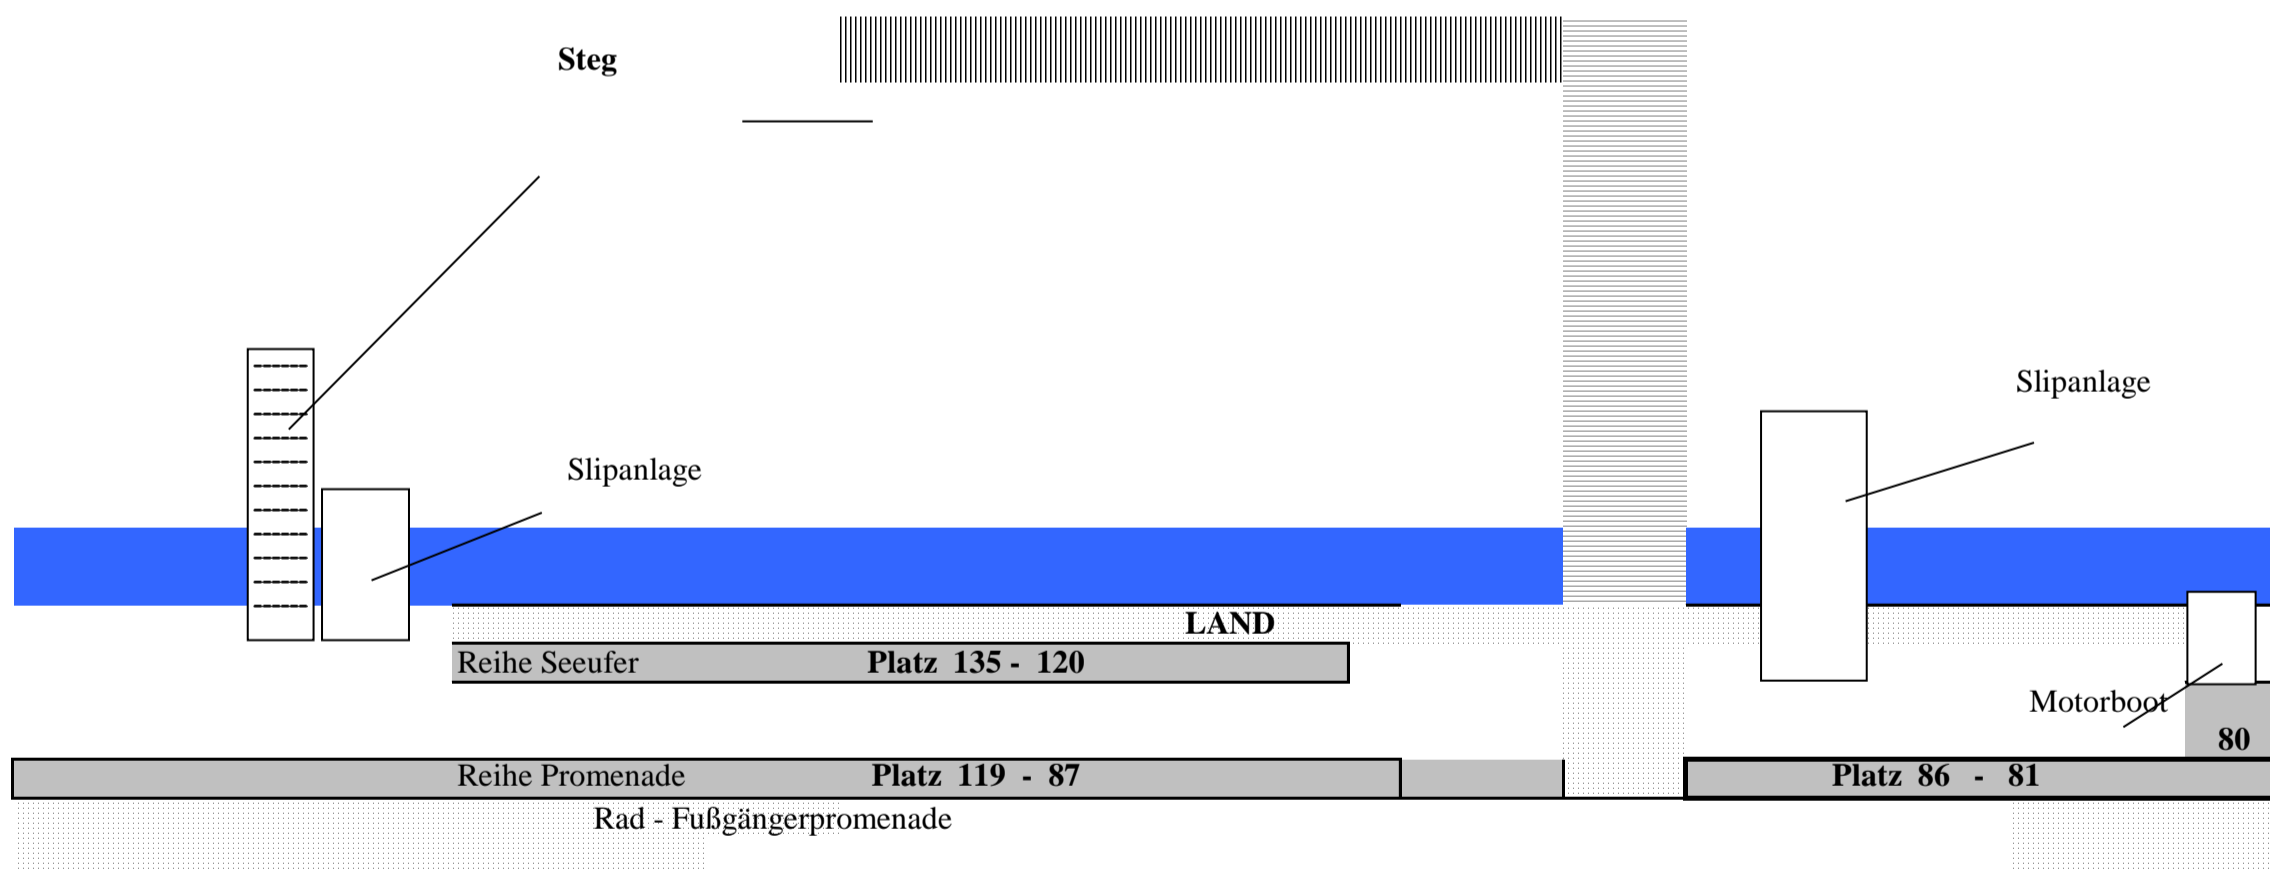 Steg
Slipanlage
Slipanlage
LAND
Reihe Seeufer Platz 135 - 120
Motorboot
80
Reihe Promenade Platz 119 - 87 Platz 86 - 81
Rad - Fußgängerpromenade